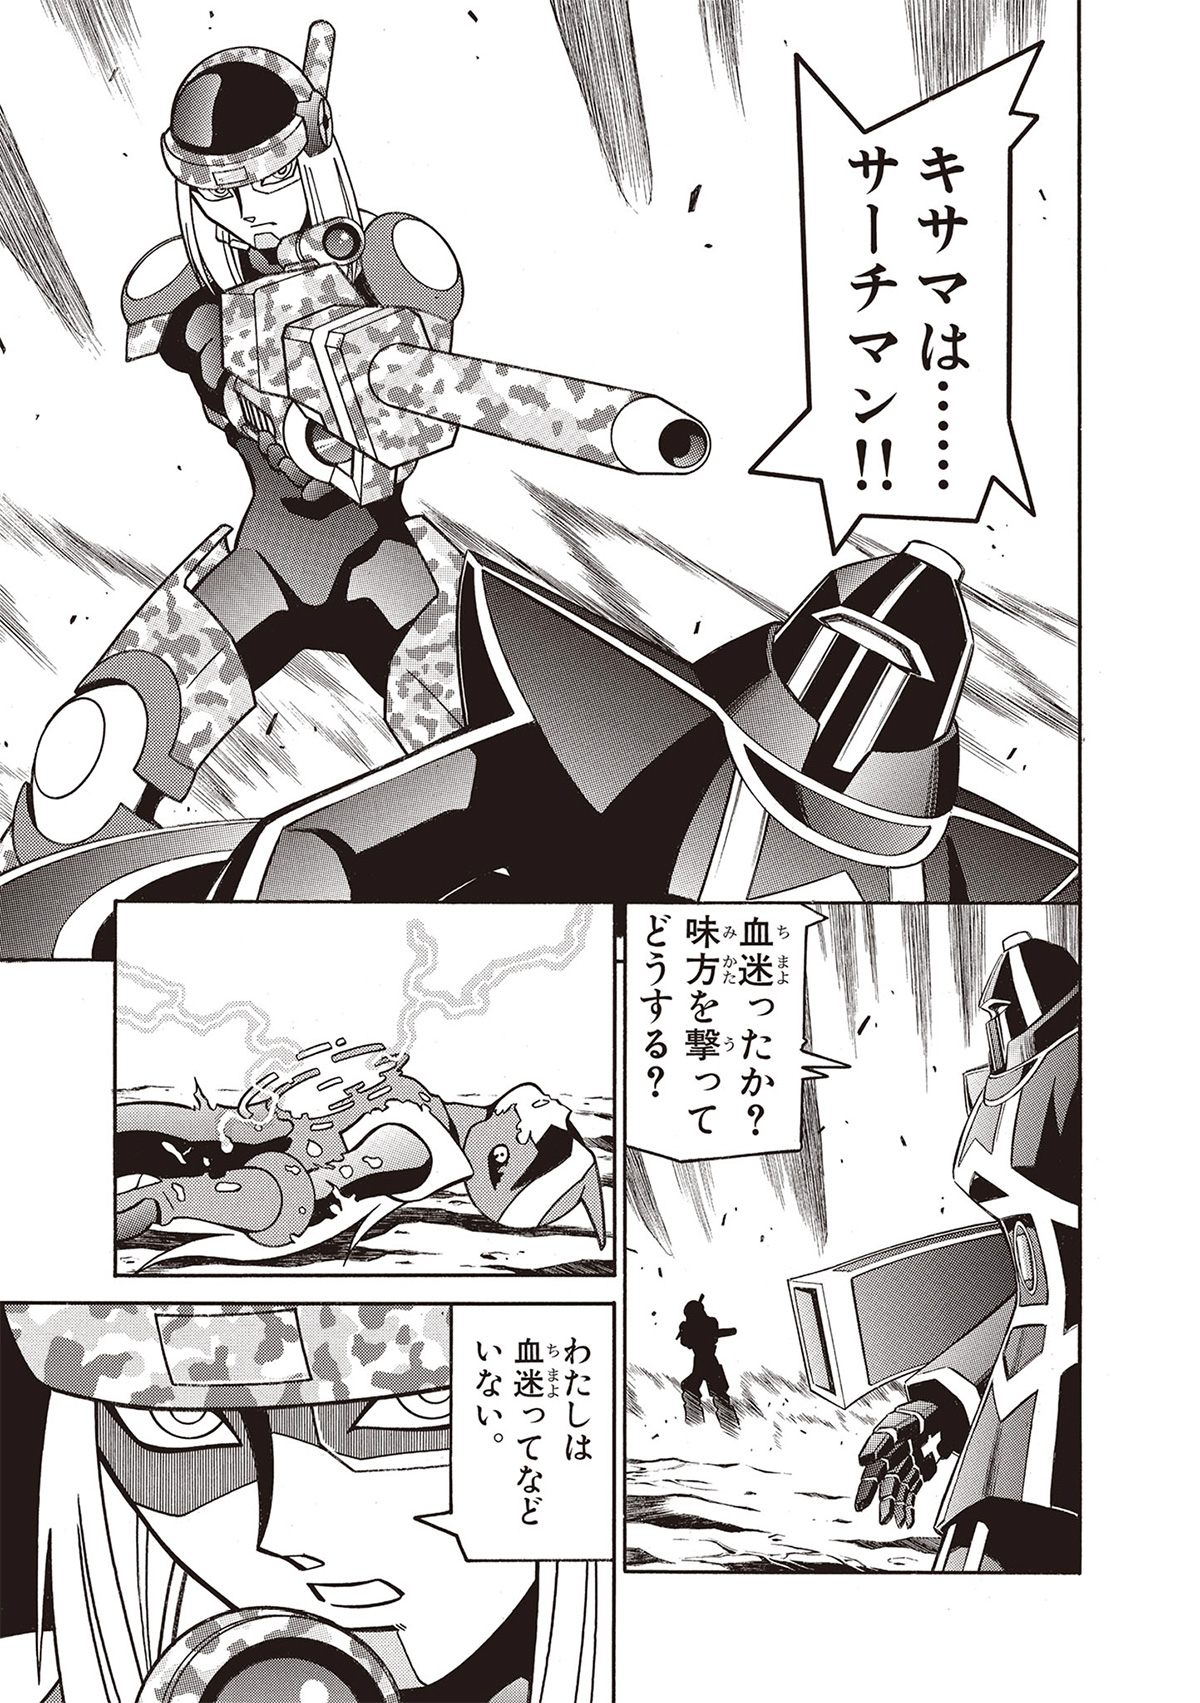 キサマは………
サーチマン!!
血迷ったか?
味方を撃って
どうする?
わたしは
血迷ってなど
いない。